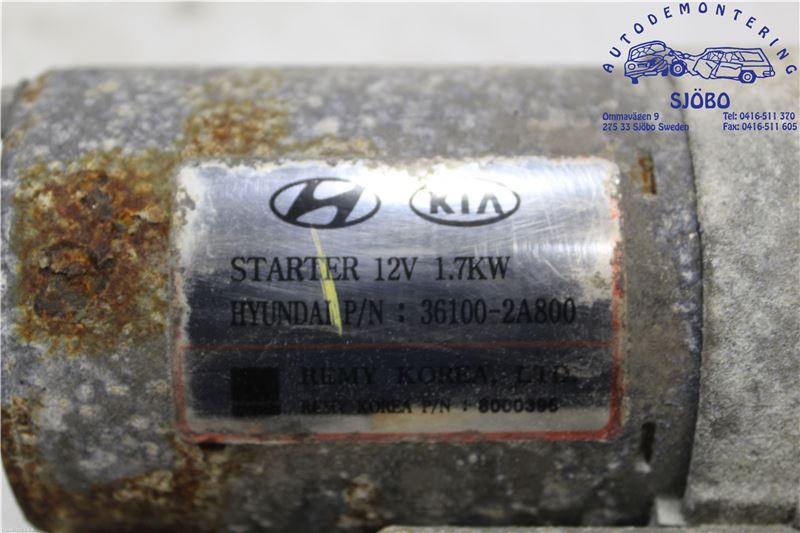 AUTODEMONTERING
SJÖBO
Ommavägen 9
275 33 Sjöbo Sweden
Tel: 0416-511 370
Fax: 0416-511 605
KIA
STARTER 12V 1.7KW
HYUNDAI P/N : 36100-2A800
REMY KOREA, LTD.
REMY KOREA P/N : 8000396